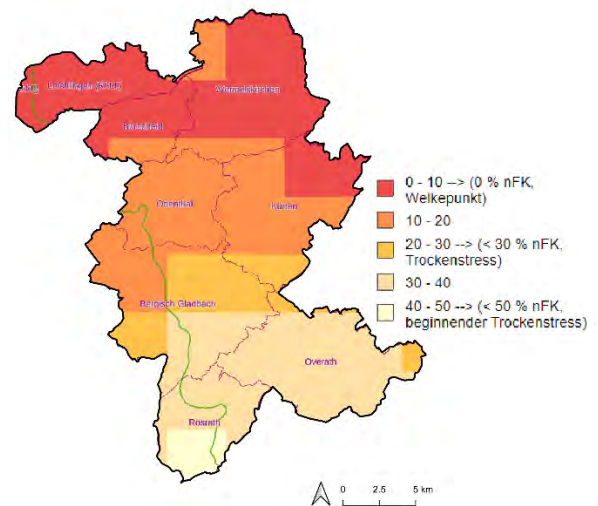 Leichlingen (Rhld.)
Wermelskirchen
Burscheid
Odenthal
Kürten
0 - 10 --> (0 % nFK,
Welkepunkt)
10 - 20
20 - 30 --> (< 30 % nFK,
Trockenstress)
30 - 40
40 - 50 --> (< 50 % nFK,
beginnender Trockenstress)
Bergisch Gladbach
Overath
Rösrath
0 2.5 5 km